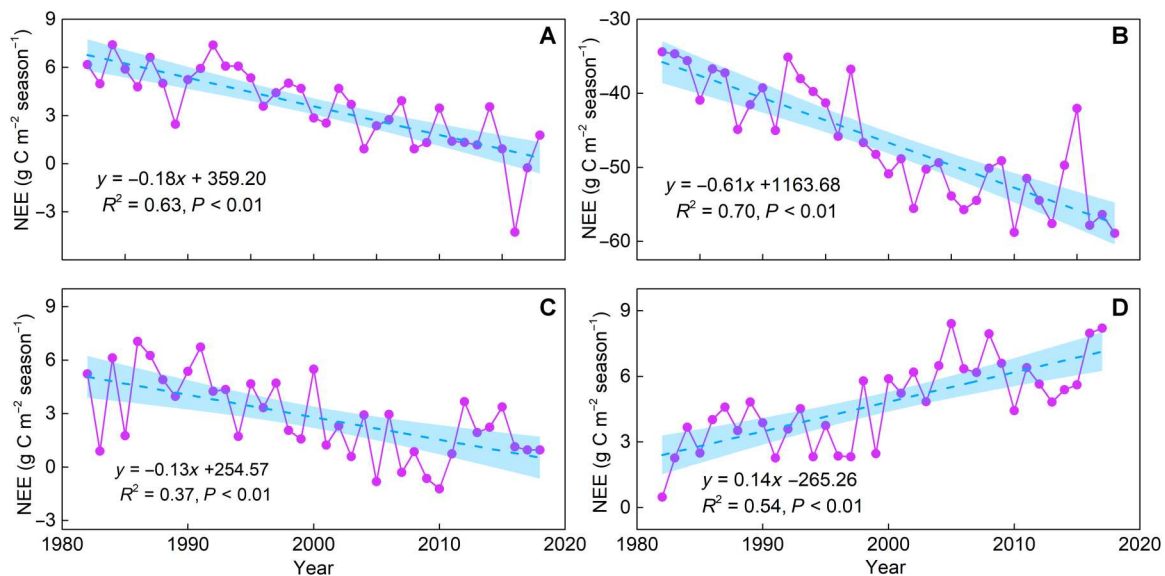 A
NEE (g C m⁻² season⁻¹)
9
6
3
0
−3
y = −0.18x + 359.20
R² = 0.63, P < 0.01
B
NEE (g C m⁻² season⁻¹)
−30
−40
−50
−60
y = −0.61x +1163.68
R² = 0.70, P < 0.01
C
NEE (g C m⁻² season⁻¹)
9
6
3
0
−3
y = −0.13x +254.57
R² = 0.37, P < 0.01
1980 1990 2000 2010 2020
Year
D
NEE (g C m⁻² season⁻¹)
9
6
3
0
y = 0.14x −265.26
R² = 0.54, P < 0.01
1980 1990 2000 2010 2020
Year